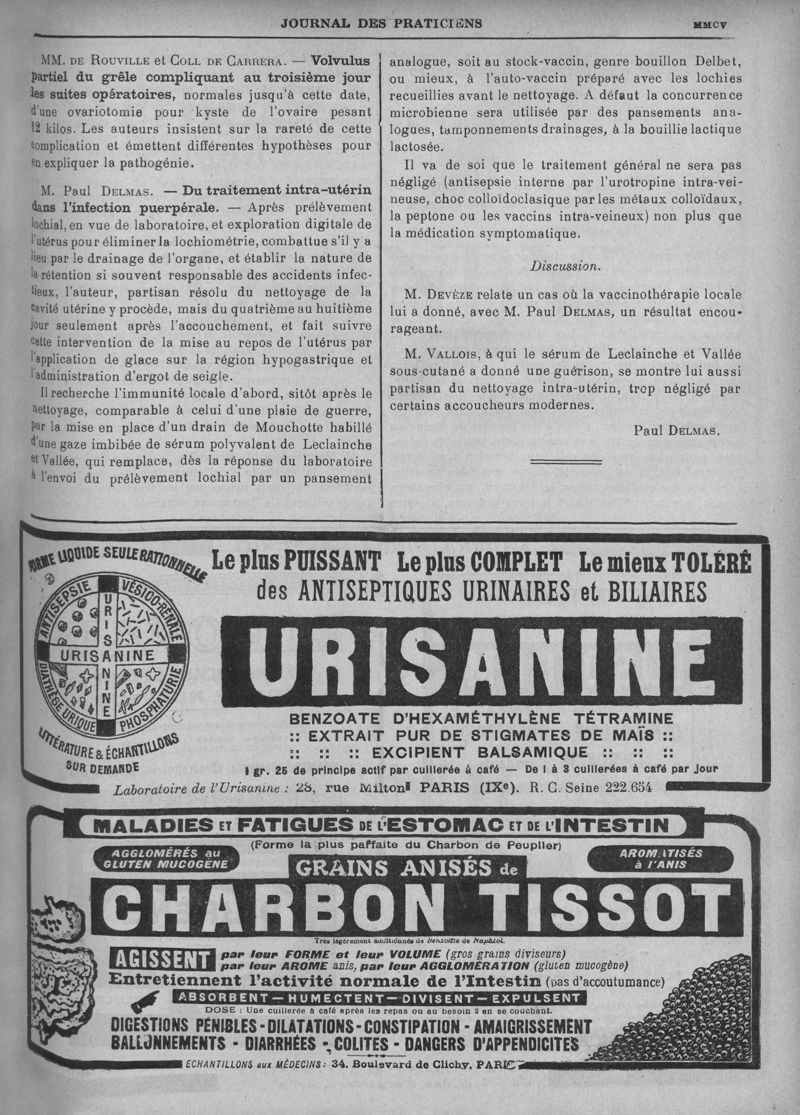 JOURNAL DES PRATICIENS
MMCV
MM. DE ROUVILLE et COLL DE CARRERA. — Volvulus
partiel du grêle compliquant au troisième jour
les suites opératoires, normales jusqu'à cette date,
d'une ovariotomie pour kyste de l'ovaire pesant
12 kilos. Les auteurs insistent sur la rareté de cette
complication et émettent différentes hypothèses pour
en expliquer la pathogénie.
M. Paul DELMAS. — Du traitement intra-utérin
dans l'infection puerpérale. — Après prélèvement
lochial, en vue de laboratoire, et exploration digitale de
l'utérus pour éliminer la lochiométrie, combattue s'il y a
lieu par le drainage de l'organe, et établir la nature de
la rétention si souvent responsable des accidents infec-
tieux, l'auteur, partisan résolu du nettoyage de la
cavité utérine y procède, mais du quatrième au huitième
jour seulement après l'accouchement, et fait suivre
cette intervention de la mise au repos de l'utérus par
l'application de glace sur la région hypogastrique et
l'administration d'ergot de seigle.
Il recherche l'immunité locale d'abord, sitôt après le
nettoyage, comparable à celui d'une plaie de guerre,
par la mise en place d'un drain de Mouchotte habillé
d'une gaze imbibée de sérum polyvalent de Leclainche
et Vallée, qui remplace, dès la réponse du laboratoire
à l'envoi du prélèvement lochial par un pansement
analogue, soit au stock-vaccin, genre bouillon Delbet,
ou mieux, à l'auto-vaccin préparé avec les lochies
recueillies avant le nettoyage. A défaut la concurrence
microbienne sera utilisée par des pansements ana-
logues, tamponnements drainages, à la bouillie lactique
lactosée.
Il va de soi que le traitement général ne sera pas
négligé (antisepsie interne par l'urotropine intra-vei-
neuse, choc colloïdoclasique par les métaux colloïdaux,
la peptone ou les vaccins intra-veineux) non plus que
la médication symptomatique.
Discussion.
M. DEVÈZE relate un cas où la vaccinothérapie locale
lui a donné, avec M. Paul DELMAS, un résultat encou-
rageant.
M. VALLOIS, à qui le sérum de Leclainche et Vallée
sous-cutané a donné une guérison, se montre lui aussi
partisan du nettoyage intra-utérin, trop négligé par
certains accoucheurs modernes.
Paul DELMAS.
FORME LIQUIDE SEULE RATIONNELLE
ANTISEPSIE VÉSICO-RÉNALE
DIATHÈSE URIQUE PHOSPHATURIE
URISANINE
URISANINE
LITTÉRATURE & ÉCHANTILLONS
SUR DEMANDE
Le plus PUISSANT Le plus COMPLET Le mieux TOLÉRÉ
des ANTISEPTIQUES URINAIRES et BILIAIRES
URISANINE
BENZOATE D'HEXAMÉTHYLÈNE TÉTRAMINE
:: EXTRAIT PUR DE STIGMATES DE MAÏS ::
:: :: :: EXCIPIENT BALSAMIQUE :: :: ::
1 gr. 25 de principe actif par cuillerée à café — De 1 à 3 cuillerées à café par jour
Laboratoire de l'Urisanine : 28, rue Milton PARIS (IXe). R. C. Seine 222.654
MALADIES ET FATIGUES DE L'ESTOMAC ET DE L'INTESTIN
(Forme la plus paffaite du Charbon de Peuplier)
AGGLOMÉRÉS au
GLUTEN MUCOGÈNE
GRAINS ANISÉS de
AROMATISÉS
à l'ANIS
CHARBON TISSOT
Très légèrement additionnés de Benzoate de Naphtol.
AGISSENT
par leur FORME et leur VOLUME (gros grains diviseurs)
par leur AROME anis, par leur AGGLOMÉRATION (gluten mucogène)
Entretiennent l'activité normale de l'Intestin (pas d'accoutumance)
ABSORBENT — HUMECTENT — DIVISENT — EXPULSENT
DOSE : Une cuillerée à café après les repas ou au besoin 2 en se couchant.
DIGESTIONS PÉNIBLES - DILATATIONS - CONSTIPATION - AMAIGRISSEMENT
BALLONNEMENTS - DIARRHÉES - COLITES - DANGERS D'APPENDICITES
ECHANTILLONS aux MÉDECINS : 34, Boulevard de Clichy, PARIS